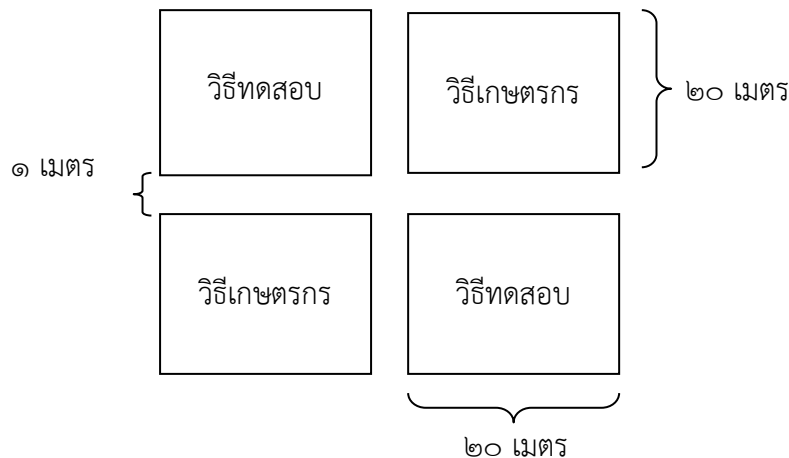 วิธีทดสอบ
วิธีเกษตรกร
๒๐ เมตร
๑ เมตร
วิธีเกษตรกร
วิธีทดสอบ
๒๐ เมตร